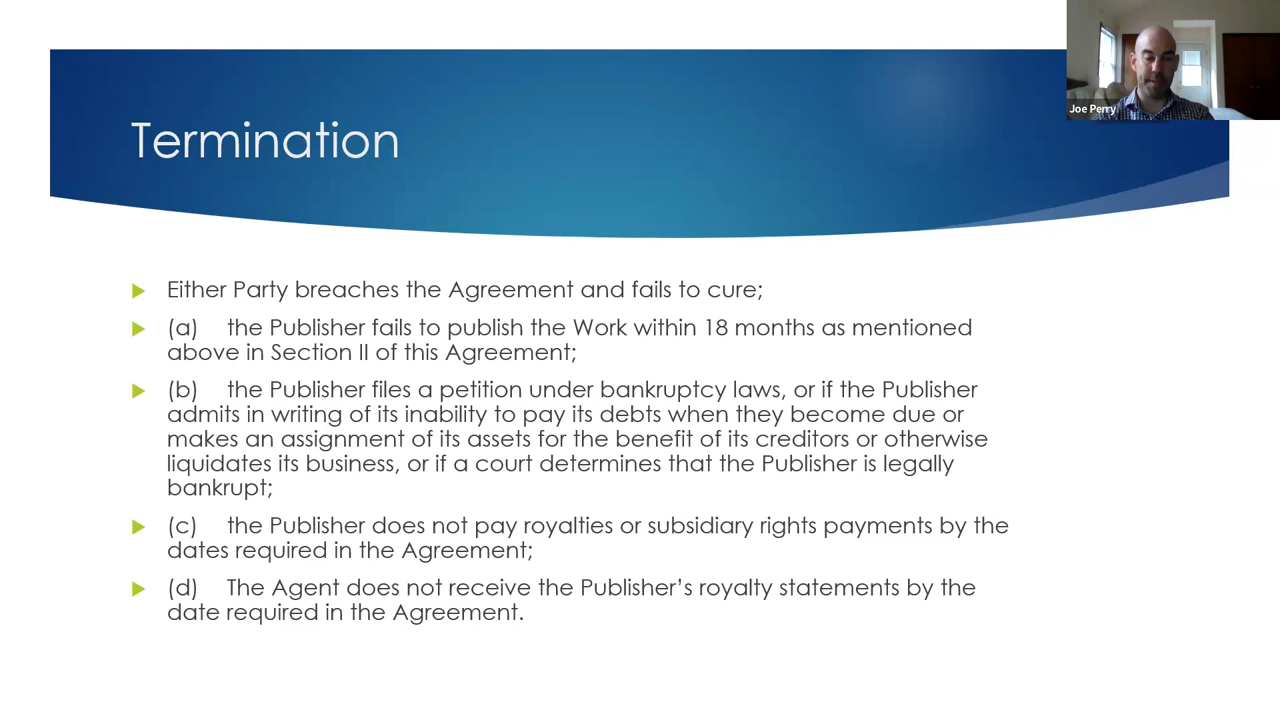 Joe Perry
Termination
Either Party breaches the Agreement and fails to cure;
(a) the Publisher fails to publish the Work within 18 months as mentioned
above in Section II of this Agreement;
(b) the Publisher files a petition under bankruptcy laws, or if the Publisher
admits in writing of its inability to pay its debts when they become due or
makes an assignment of its assets for the benefit of its creditors or otherwise
liquidates its business, or if a court determines that the Publisher is legally
bankrupt;
(c) the Publisher does not pay royalties or subsidiary rights payments by the
dates required in the Agreement;
(d) The Agent does not receive the Publisher’s royalty statements by the
date required in the Agreement.